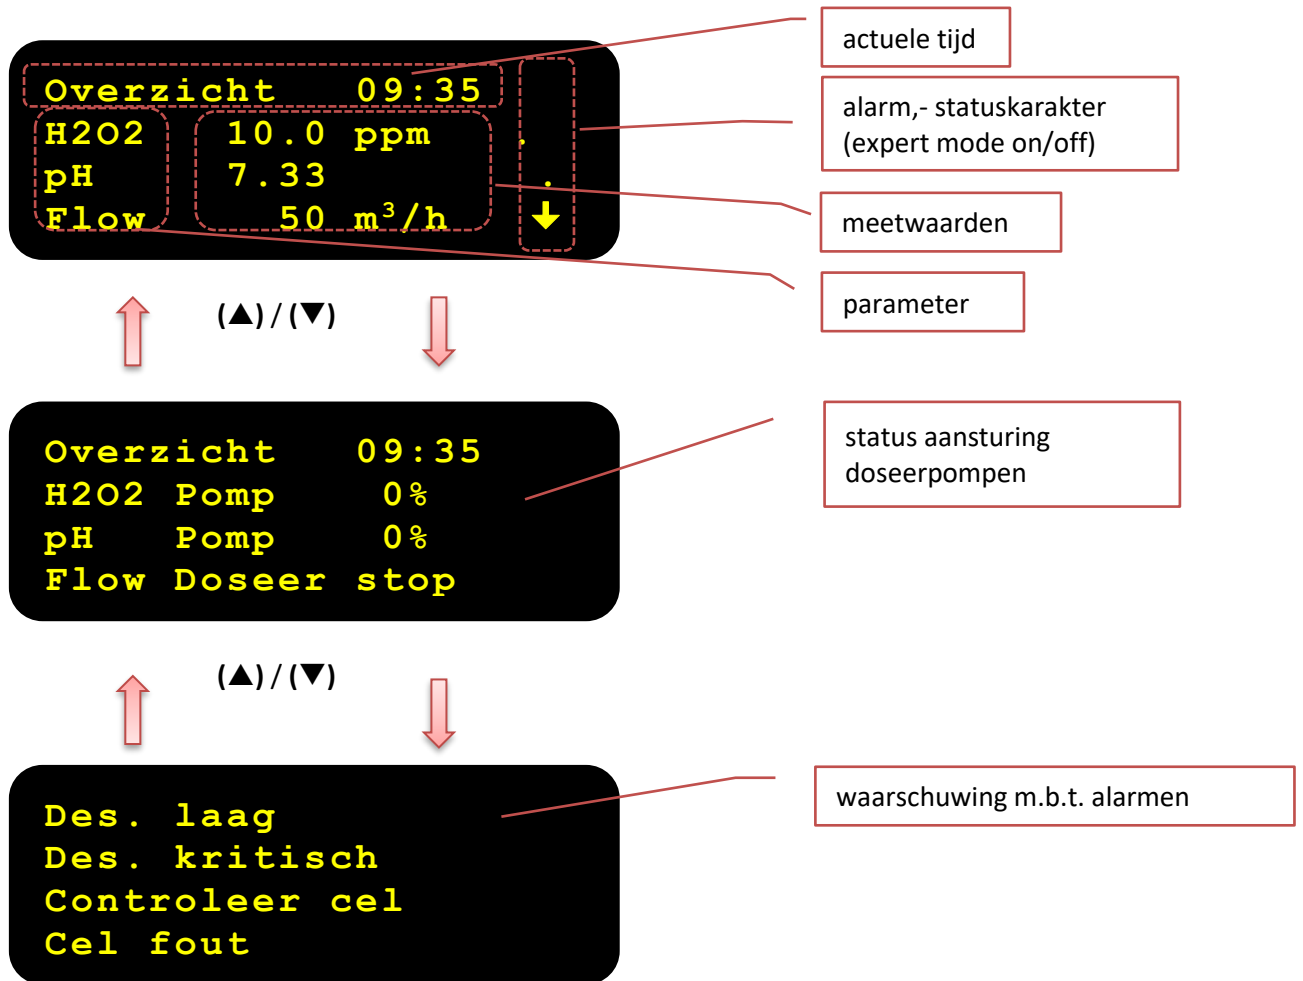 Overzicht 09:35
H2O2 10.0 ppm .
pH 7.33 .
Flow 50 m³/h ↓
actuele tijd
alarm,- statuskarakter
(expert mode on/off)
meetwaarden
parameter
(▲) / (▼)
Overzicht 09:35
H2O2 Pomp 0%
pH Pomp 0%
Flow Doseer stop
status aansturing
doseerpompen
(▲) / (▼)
Des. laag
Des. kritisch
Controleer cel
Cel fout
waarschuwing m.b.t. alarmen